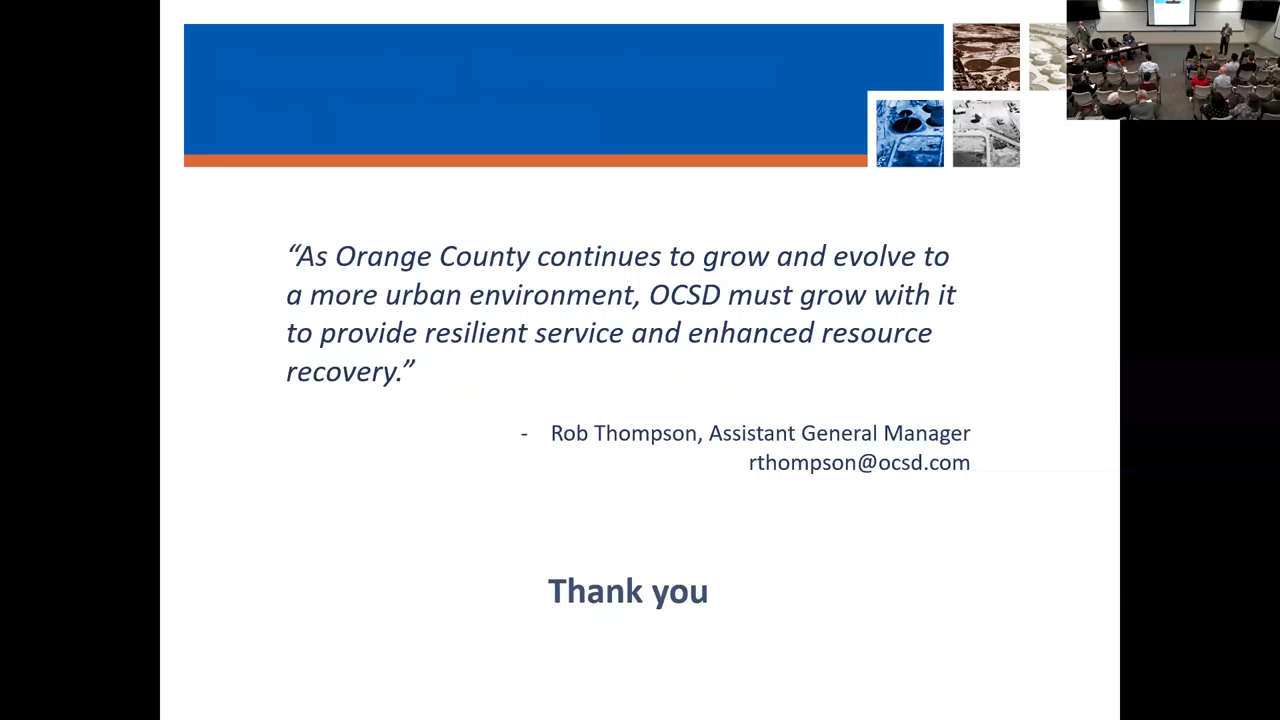 “As Orange County continues to grow and evolve to
a more urban environment, OCSD must grow with it
to provide resilient service and enhanced resource
recovery.”
- Rob Thompson, Assistant General Manager
rthompson@ocsd.com
Thank you